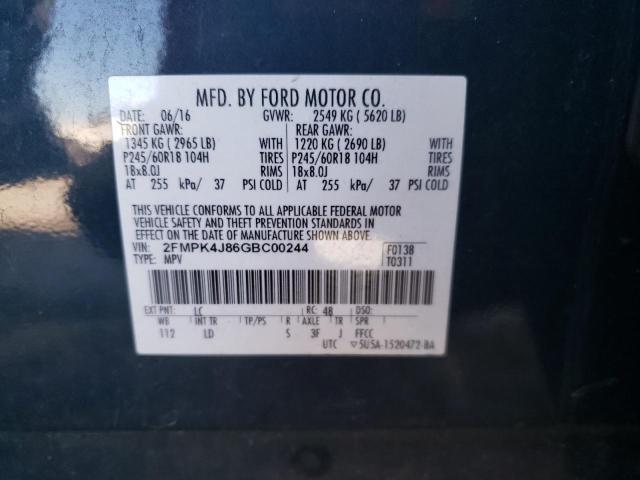 MFD. BY FORD MOTOR CO.
DATE: 06/16 GVWR: 2549 KG ( 5620 LB)
FRONT GAWR: REAR GAWR:
1345 KG ( 2965 LB) WITH 1220 KG ( 2690 LB) WITH
P245/60R18 104H TIRES P245/60R18 104H TIRES
18x8.0J RIMS 18x8.0J RIMS
AT 255 kPa/ 37 PSI COLD AT 255 kPa/ 37 PSI COLD
THIS VEHICLE CONFORMS TO ALL APPLICABLE FEDERAL MOTOR
VEHICLE SAFETY AND THEFT PREVENTION STANDARDS IN
EFFECT ON THE DATE OF MANUFACTURE SHOWN ABOVE.
VIN: 2FMPK4J86GBC00244 F0138
TYPE: MPV T0311
EXT PNT: LC RC: 48 DSO:
WB INT TR TP/PS R AXLE TR SPR
112 LD S 3F J FFCC
UTC ▽5U5A-1520472-BA